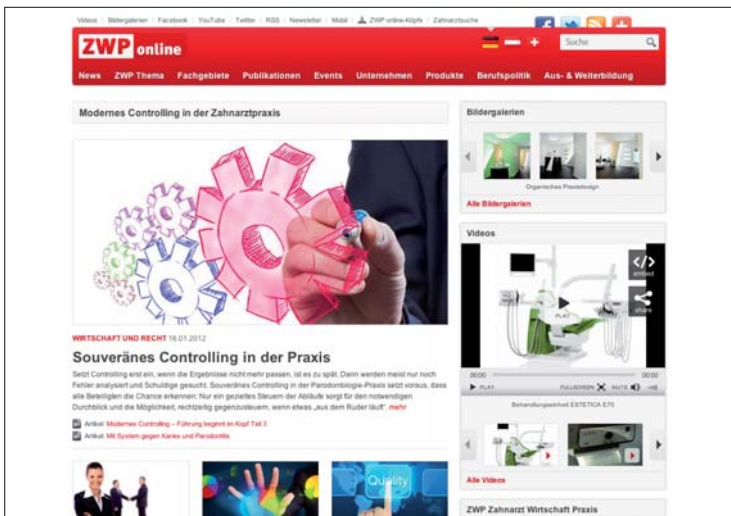 Videos | Bildergalerien | Facebook | YouTube | Twitter | RSS | Newsletter | Mobil | ZWP online-Köpfe | Zahnarztsuche
ZWP online
Suche
News ZWP Thema Fachgebiete Publikationen Events Unternehmen Produkte Berufspolitik Aus- & Weiterbildung
Modernes Controlling in der Zahnarztpraxis
WIRTSCHAFT UND RECHT 16.01.2012
Souveränes Controlling in der Praxis
Setzt Controlling erst ein, wenn die Ergebnisse nicht mehr passen, ist es zu spät. Dann werden meist nur noch
Fehler analysiert und Schuldige gesucht. Souveränes Controlling in der Parodontologie-Praxis setzt voraus, dass
alle Beteiligten die Chance erkennen: Nur ein gezieltes Steuern der Abläufe sorgt für den notwendigen
Durchblick und die Möglichkeit, rechtzeitig gegenzusteuern, wenn etwas „aus dem Ruder läuft“. mehr
Artikel: Modernes Controlling – Führung beginnt im Kopf Teil 3
Artikel: Mit System gegen Karies und Parodontitis
Quality
Bildergalerien
Organisches Praxisdesign
Alle Bildergalerien
Videos
embed
share
PLAY
00:00 00:00
PLAY FULLSCREEN MUTE
Behandlungseinheit ESTETICA E70
Alle Videos
ZWP Zahnarzt Wirtschaft Praxis